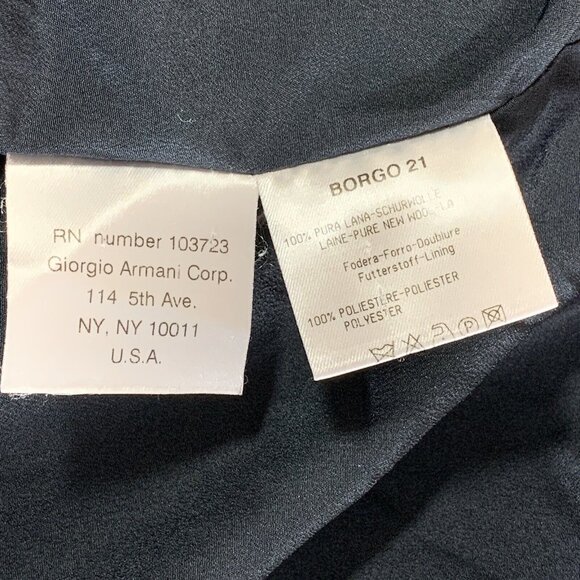 RN number 103723
Giorgio Armani Corp.
114 5th Ave.
NY, NY 10011
U.S.A.
BORGO 21
100% PURA LANA-SCHURWOLLE
LAINE-PURE NEW WOOL-LA
Fodera-Forro-Doublure
Futterstoff-Lining
100% POLIESTERE-POLIESTER
POLYESTER